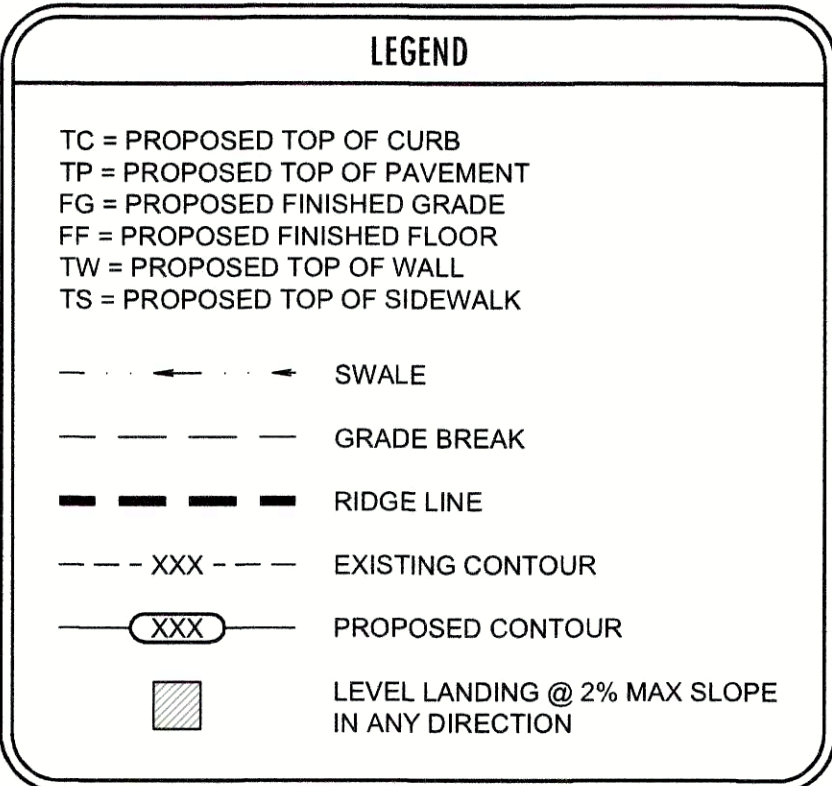 LEGEND
TC = PROPOSED TOP OF CURB
TP = PROPOSED TOP OF PAVEMENT
FG = PROPOSED FINISHED GRADE
FF = PROPOSED FINISHED FLOOR
TW = PROPOSED TOP OF WALL
TS = PROPOSED TOP OF SIDEWALK
SWALE
GRADE BREAK
RIDGE LINE
XXX EXISTING CONTOUR
XXX PROPOSED CONTOUR
LEVEL LANDING @ 2% MAX SLOPE
IN ANY DIRECTION